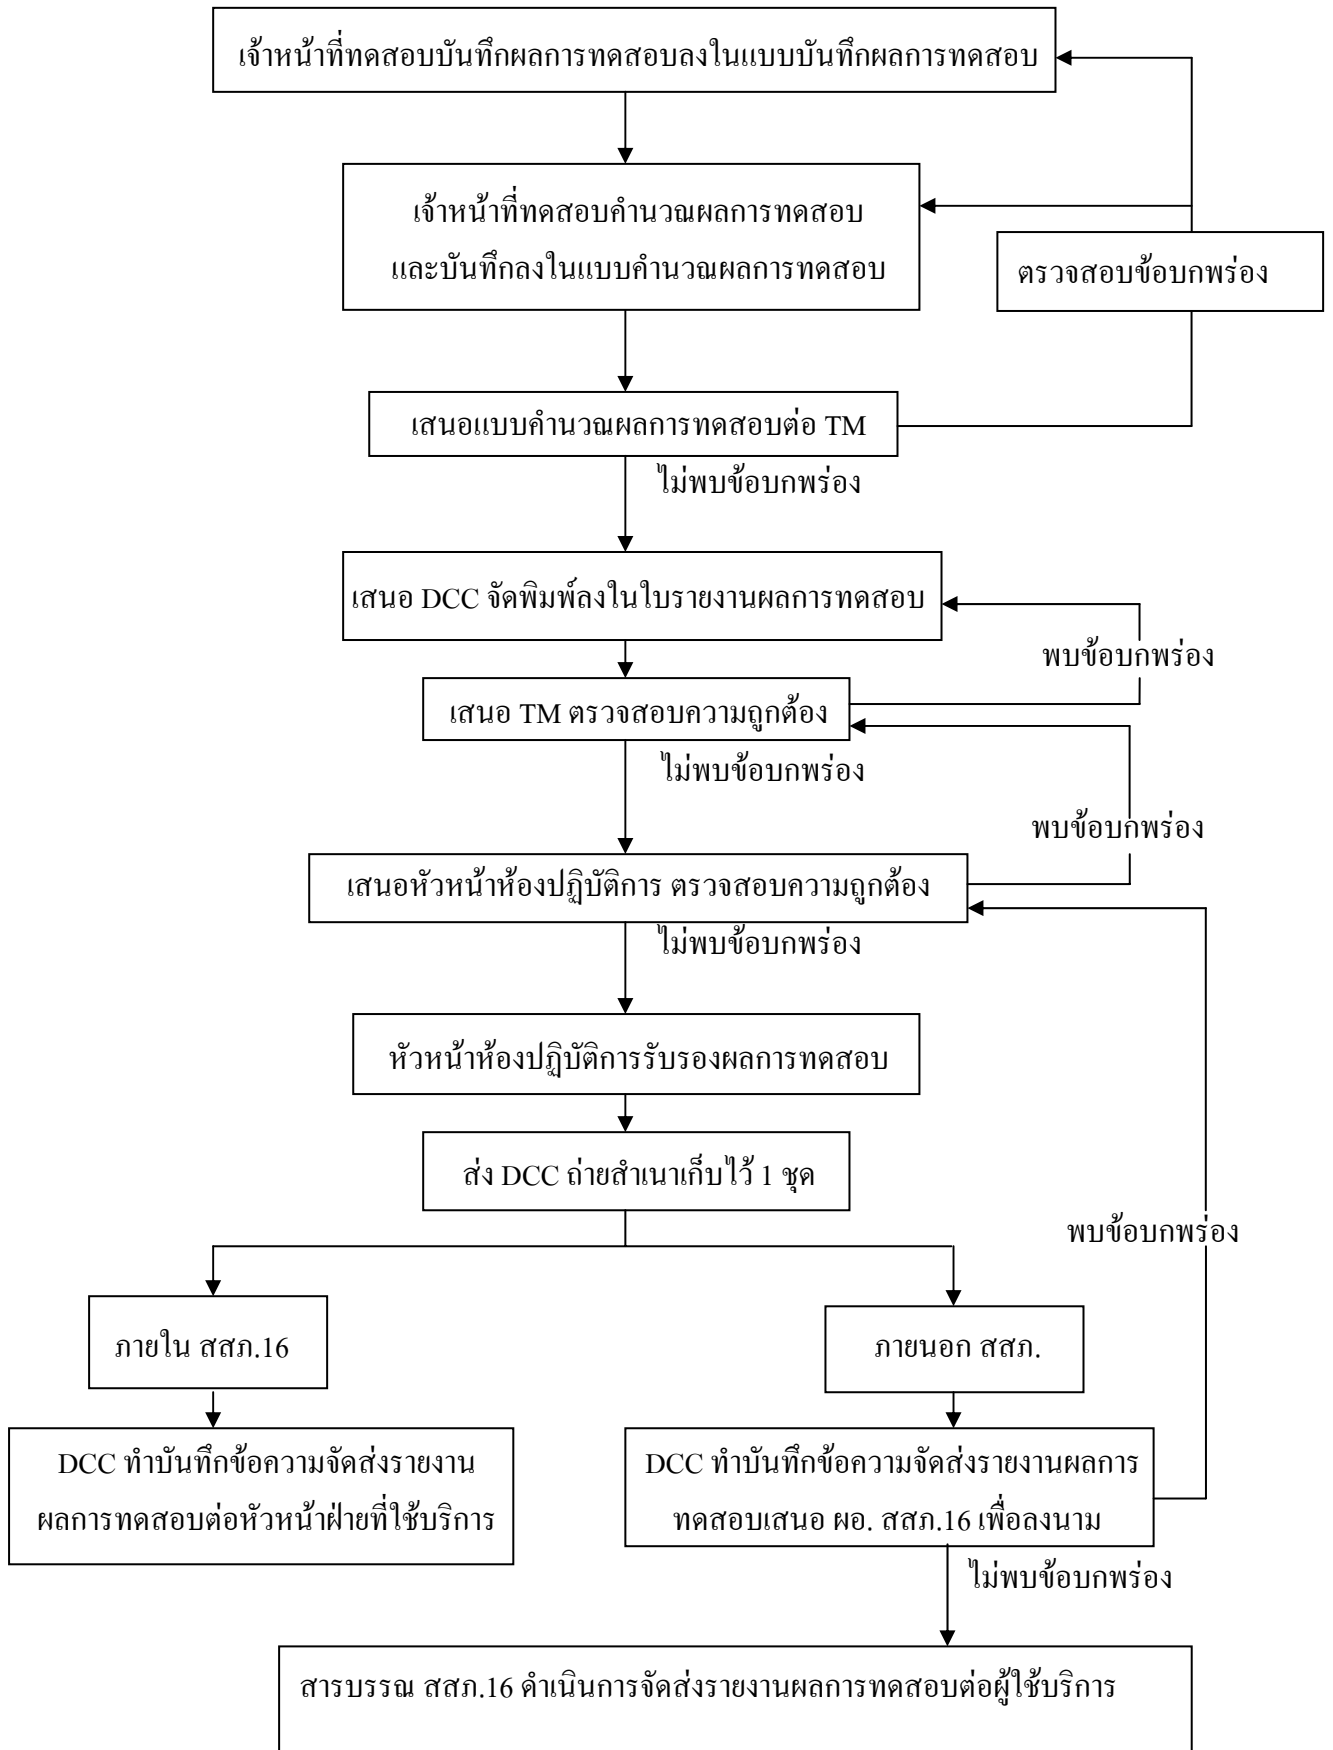 เจ้าหน้าที่ทดสอบบันทึกผลการทดสอบลงในแบบบันทึกผลการทดสอบ
เจ้าหน้าที่ทดสอบคำนวณผลการทดสอบ
และบันทึกลงในแบบคำนวณผลการทดสอบ
ตรวจสอบข้อบกพร่อง
เสนอแบบคำนวณผลการทดสอบต่อ TM
ไม่พบข้อบกพร่อง
เสนอ DCC จัดพิมพ์ลงในใบรายงานผลการทดสอบ
พบข้อบกพร่อง
เสนอ TM ตรวจสอบความถูกต้อง
ไม่พบข้อบกพร่อง
พบข้อบกพร่อง
เสนอหัวหน้าห้องปฏิบัติการ ตรวจสอบความถูกต้อง
ไม่พบข้อบกพร่อง
หัวหน้าห้องปฏิบัติการรับรองผลการทดสอบ
ส่ง DCC ถ่ายสำเนาเก็บไว้ 1 ชุด
พบข้อบกพร่อง
ภายใน สสภ.16
ภายนอก สสภ.
DCC ทำบันทึกข้อความจัดส่งรายงาน
ผลการทดสอบต่อหัวหน้าฝ่ายที่ใช้บริการ
DCC ทำบันทึกข้อความจัดส่งรายงานผลการ
ทดสอบเสนอ ผอ. สสภ.16 เพื่อลงนาม
ไม่พบข้อบกพร่อง
สารบรรณ สสภ.16 ดำเนินการจัดส่งรายงานผลการทดสอบต่อผู้ใช้บริการ